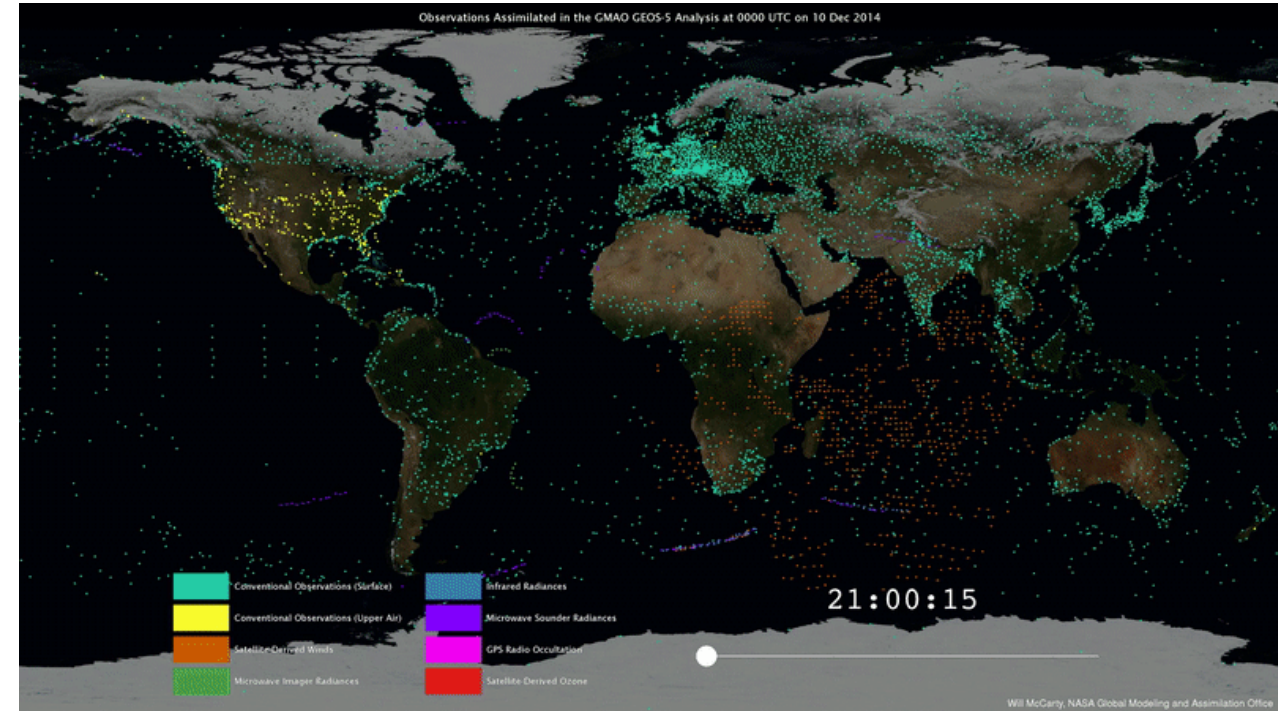 Observations Assimilated in the GMAO GEOS-5 Analysis at 0000 UTC on 10 Dec 2014
Conventional Observations (Surface)
Conventional Observations (Upper Air)
Satellite-Derived Winds
Microwave Imager Radiances
Infrared Radiances
Microwave Sounder Radiances
GPS Radio Occultation
Satellite-Derived Ozone
21:00:15
Will McCarty, NASA Global Modeling and Assimilation Office